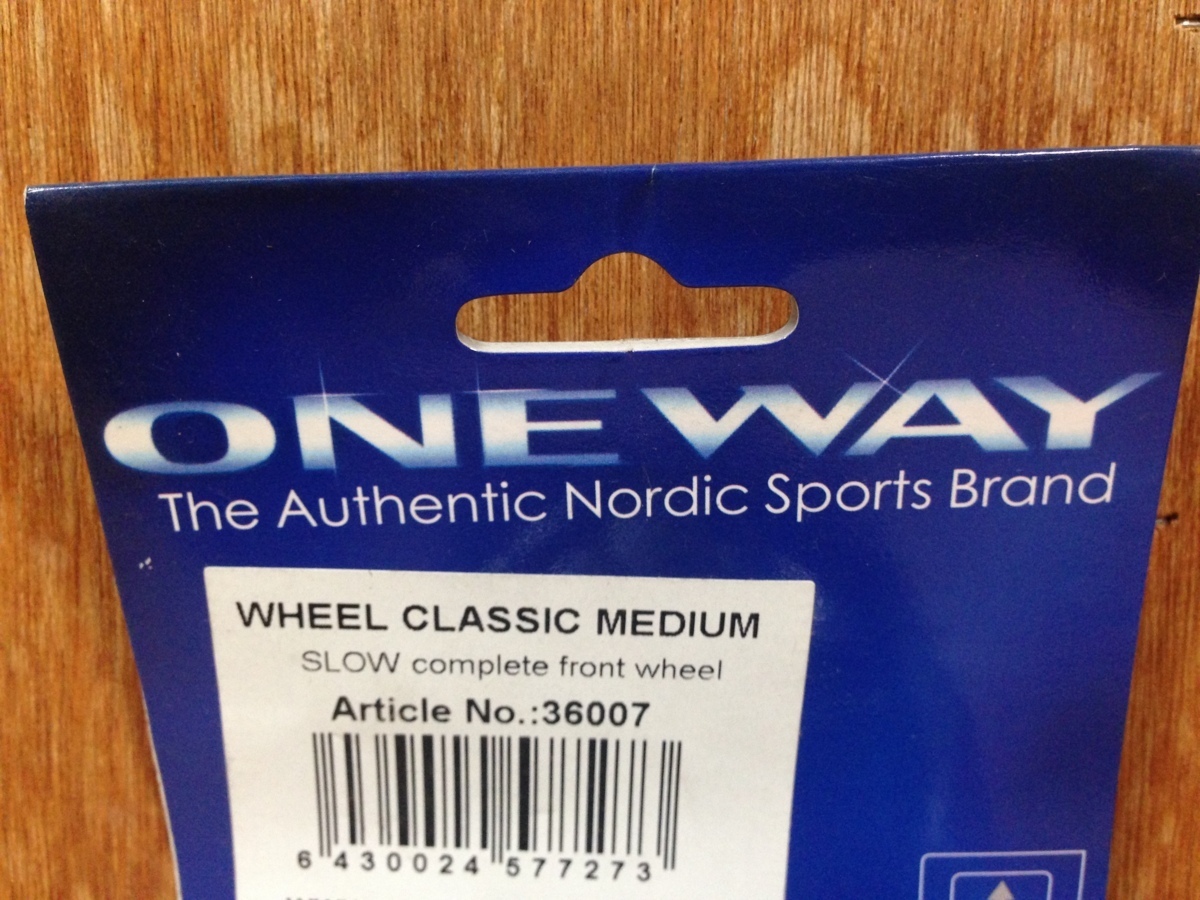 ONEWAY
The Authentic Nordic Sports Brand
WHEEL CLASSIC MEDIUM
SLOW complete front wheel
Article No.:36007
6 430024 577273